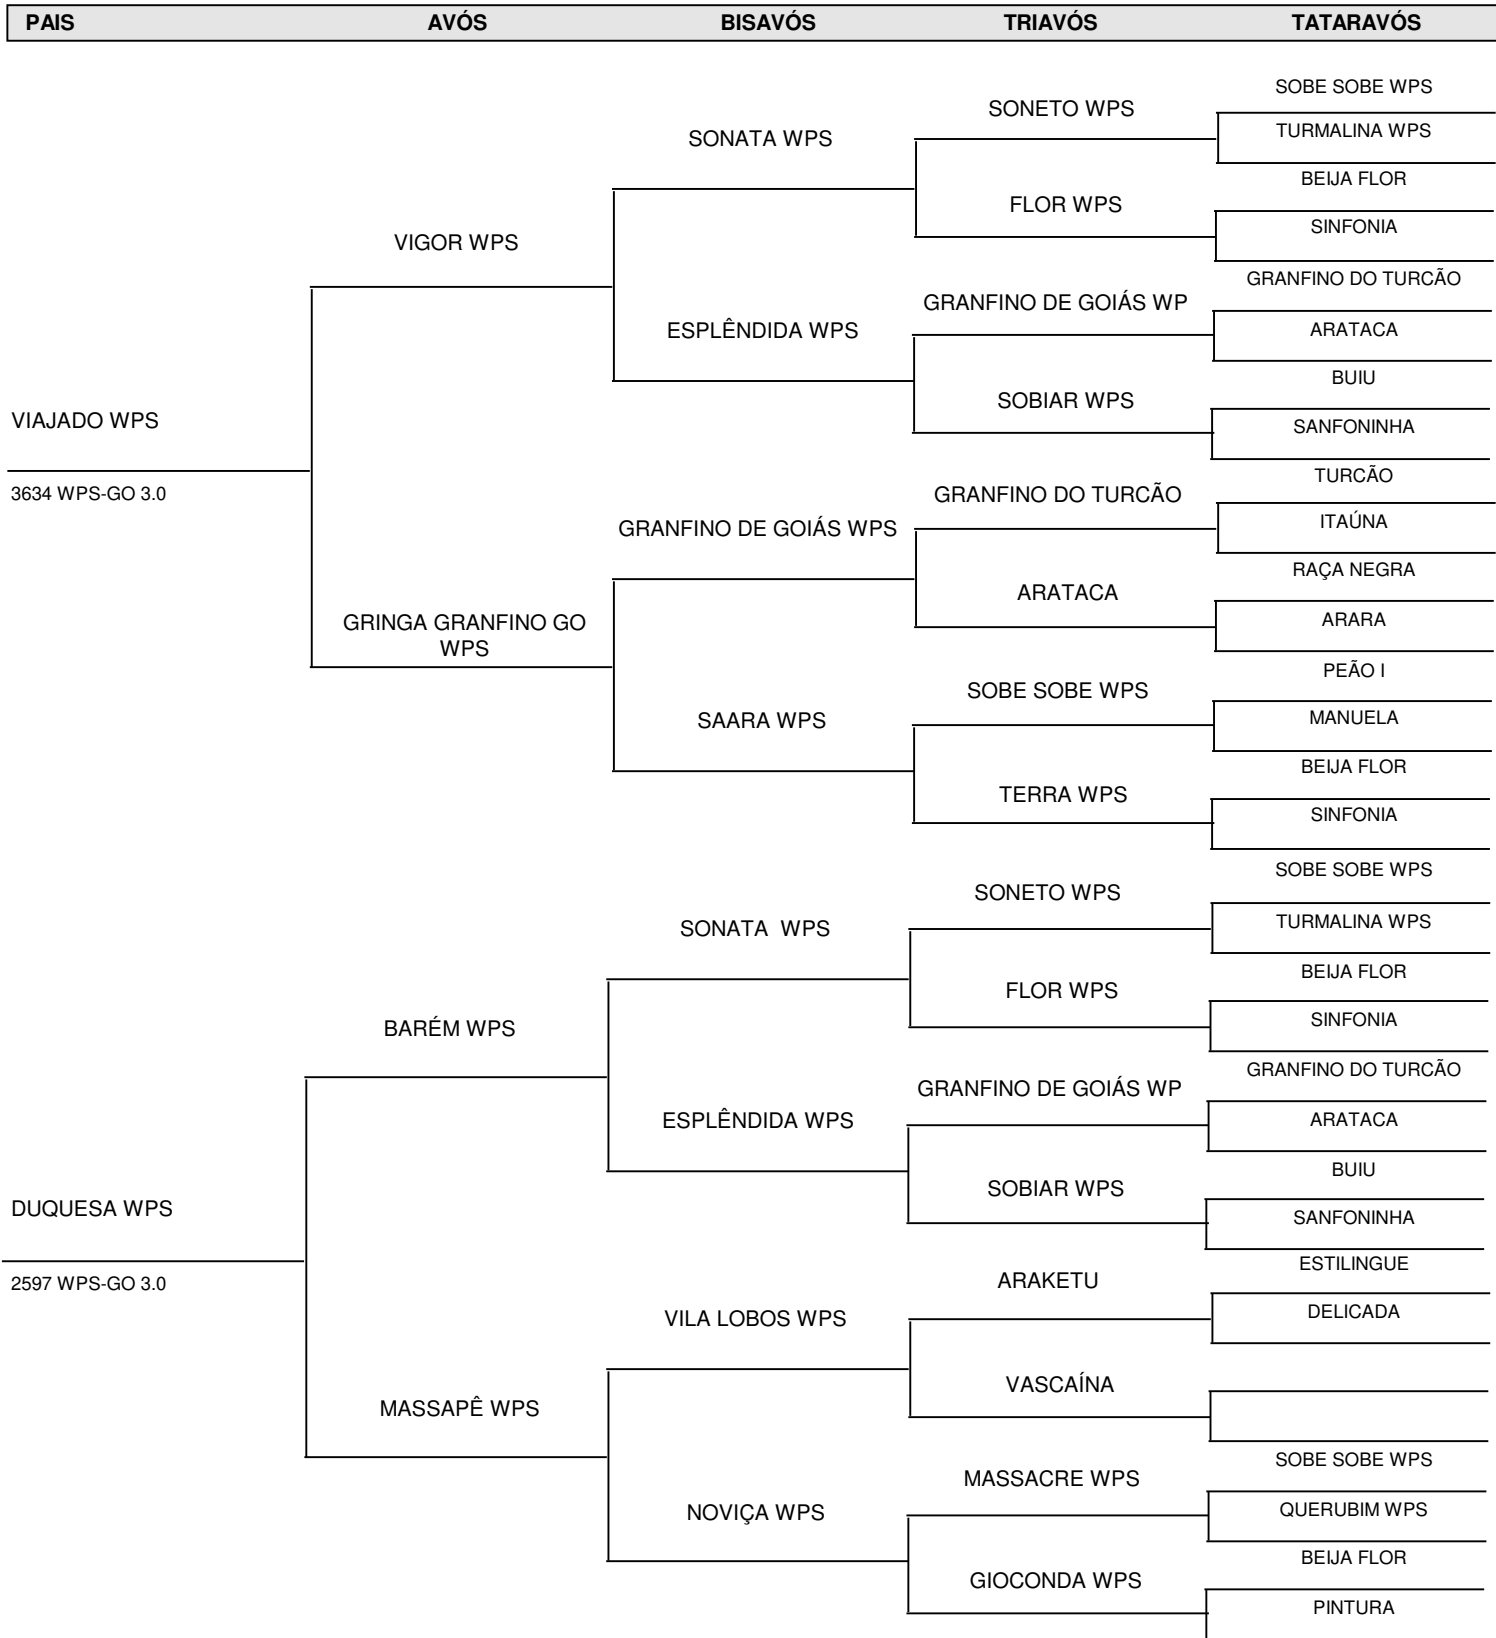 PAIS AVÓS BISAVÓS TRIAVÓS TATARAVÓS
SOBE SOBE WPS
SONETO WPS
TURMALINA WPS
SONATA WPS
BEIJA FLOR
FLOR WPS
SINFONIA
VIGOR WPS
GRANFINO DO TURCÃO
GRANFINO DE GOIÁS WP
ARATACA
ESPLÊNDIDA WPS
BUIU
SOBIAR WPS
SANFONINHA
VIAJADO WPS
3634 WPS-GO 3.0
TURCÃO
GRANFINO DO TURCÃO
ITAÚNA
GRANFINO DE GOIÁS WPS
RAÇA NEGRA
ARATACA
ARARA
GRINGA GRANFINO GO
WPS
PEÃO I
SOBE SOBE WPS
MANUELA
SAARA WPS
BEIJA FLOR
TERRA WPS
SINFONIA
SOBE SOBE WPS
SONETO WPS
TURMALINA WPS
SONATA  WPS
BEIJA FLOR
FLOR WPS
SINFONIA
BARÉM WPS
GRANFINO DO TURCÃO
GRANFINO DE GOIÁS WP
ARATACA
ESPLÊNDIDA WPS
BUIU
SOBIAR WPS
SANFONINHA
DUQUESA WPS
2597 WPS-GO 3.0
ESTILINGUE
ARAKETU
DELICADA
VILA LOBOS WPS
VASCAÍNA
MASSAPÊ WPS
SOBE SOBE WPS
MASSACRE WPS
QUERUBIM WPS
NOVIÇA WPS
BEIJA FLOR
GIOCONDA WPS
PINTURA